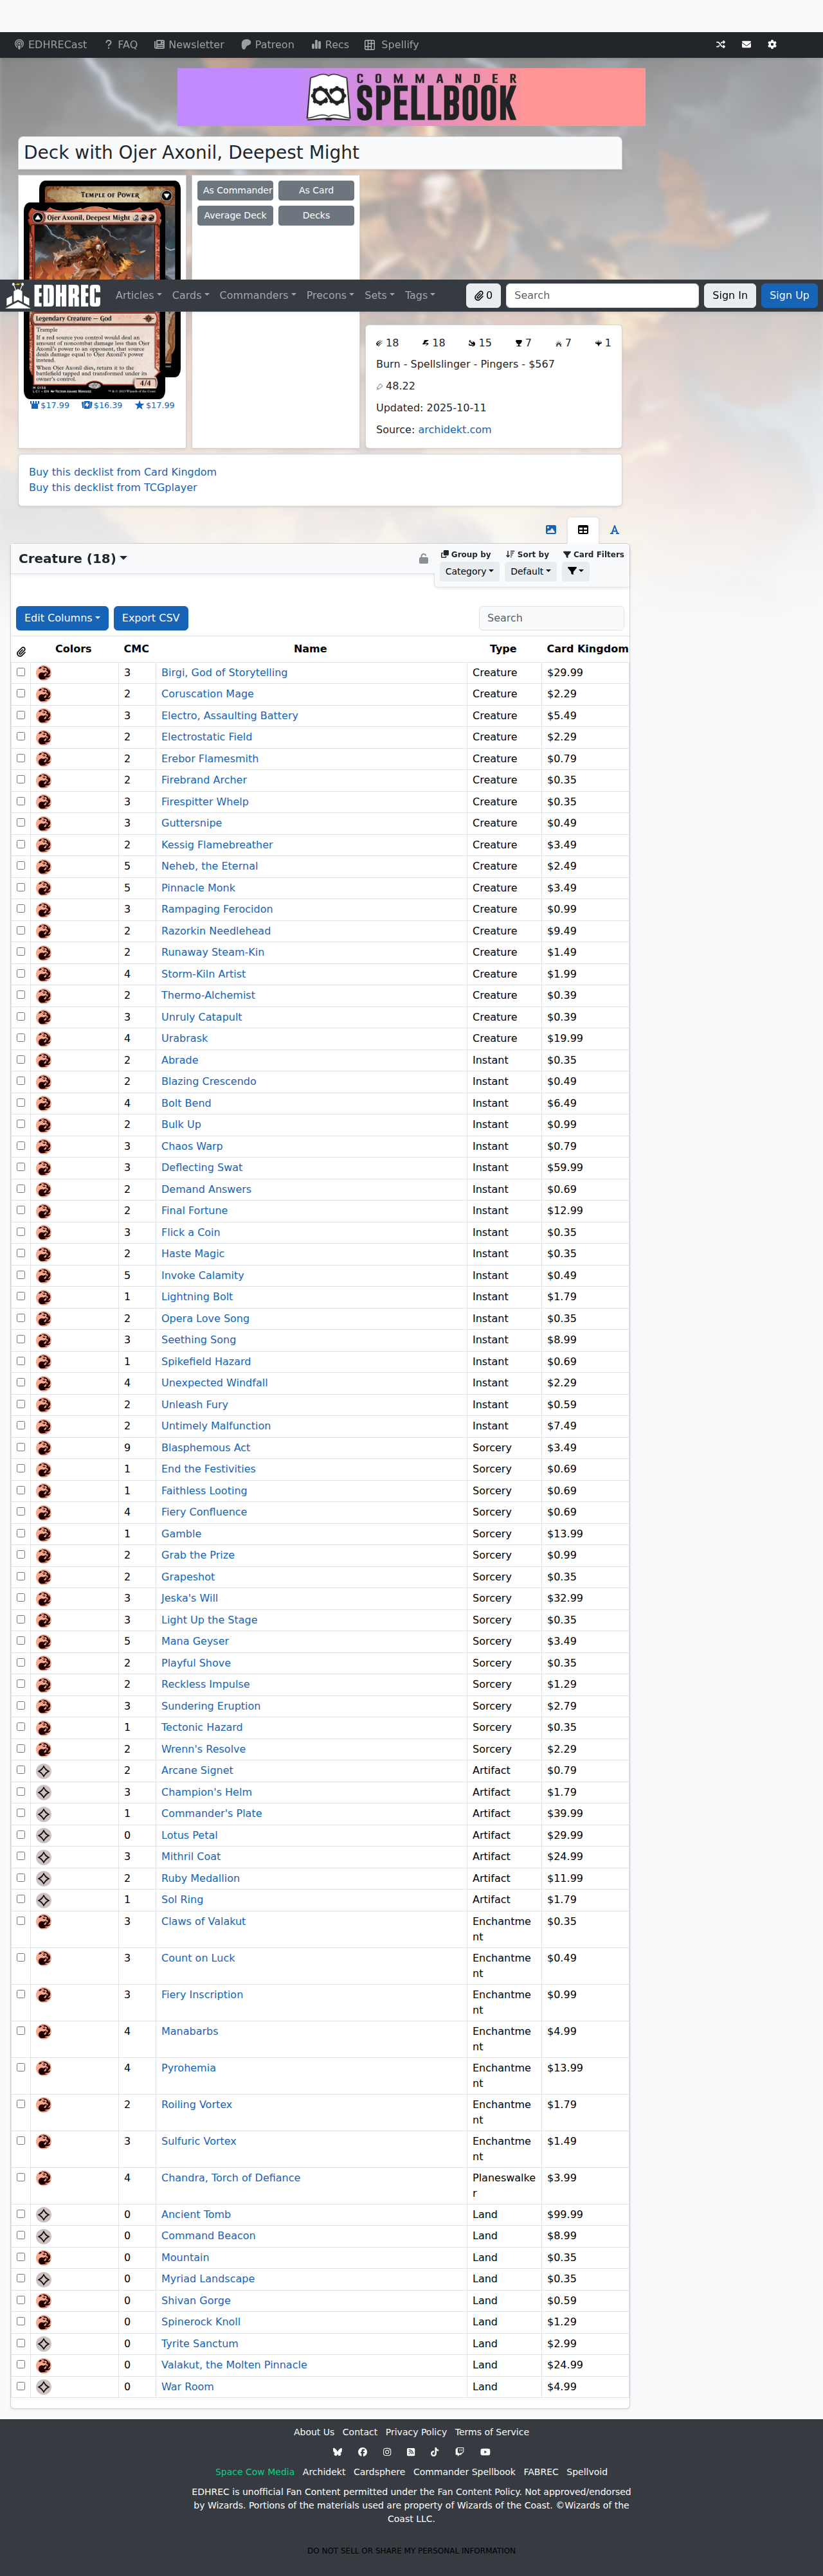 EDHRECast FAQ Newsletter Patreon Recs Spellify
COMMANDER
SPELLBOOK
Deck with Ojer Axonil, Deepest Might
Temple of Power
Ojer Axonil, Deepest Might 2
As Commander As Card
Average Deck Decks
EDHREC Articles Cards Commanders Precons Sets Tags 0 Search Sign In Sign Up
Legendary Creature — God
Temple
If a red source you control would deal an
amount of noncombat damage less than Ojer
Axonil's power to an opponent, that source
deals damage equal to Ojer Axonil's power
instead.
When Ojer Axonil dies, return it to the
battlefield tapped and transformed under its
owner's control.
4/4
$17.99 $16.39 $17.99
18 18 15 7 7 1
Burn - Spellslinger - Pingers - $567
48.22
Updated: 2025-10-11
Source: archidekt.com
Buy this decklist from Card Kingdom
Buy this decklist from TCGplayer
Creature (18)
Group by Sort by Card Filters
Category Default
Edit Columns Export CSV Search
Colors CMC Name Type Card Kingdom
3 Birgi, God of Storytelling Creature $29.99
2 Coruscation Mage Creature $2.29
3 Electro, Assaulting Battery Creature $5.49
2 Electrostatic Field Creature $2.29
2 Erebor Flamesmith Creature $0.79
2 Firebrand Archer Creature $0.35
3 Firespitter Whelp Creature $0.35
3 Guttersnipe Creature $0.49
2 Kessig Flamebreather Creature $3.49
5 Neheb, the Eternal Creature $2.49
5 Pinnacle Monk Creature $3.49
3 Rampaging Ferocidon Creature $0.99
2 Razorkin Needlehead Creature $9.49
2 Runaway Steam-Kin Creature $1.49
4 Storm-Kiln Artist Creature $1.99
2 Thermo-Alchemist Creature $0.39
3 Unruly Catapult Creature $0.39
4 Urabrask Creature $19.99
2 Abrade Instant $0.35
2 Blazing Crescendo Instant $0.49
4 Bolt Bend Instant $6.49
2 Bulk Up Instant $0.99
3 Chaos Warp Instant $0.79
3 Deflecting Swat Instant $59.99
2 Demand Answers Instant $0.69
2 Final Fortune Instant $12.99
3 Flick a Coin Instant $0.35
2 Haste Magic Instant $0.35
5 Invoke Calamity Instant $0.49
1 Lightning Bolt Instant $1.79
2 Opera Love Song Instant $0.35
3 Seething Song Instant $8.99
1 Spikefield Hazard Instant $0.69
4 Unexpected Windfall Instant $2.29
2 Unleash Fury Instant $0.59
2 Untimely Malfunction Instant $7.49
9 Blasphemous Act Sorcery $3.49
1 End the Festivities Sorcery $0.69
1 Faithless Looting Sorcery $0.69
4 Fiery Confluence Sorcery $0.69
1 Gamble Sorcery $13.99
2 Grab the Prize Sorcery $0.99
2 Grapeshot Sorcery $0.35
3 Jeska's Will Sorcery $32.99
3 Light Up the Stage Sorcery $0.35
5 Mana Geyser Sorcery $3.49
2 Playful Shove Sorcery $0.35
2 Reckless Impulse Sorcery $1.29
3 Sundering Eruption Sorcery $2.79
1 Tectonic Hazard Sorcery $0.35
2 Wrenn's Resolve Sorcery $2.29
2 Arcane Signet Artifact $0.79
3 Champion's Helm Artifact $1.79
1 Commander's Plate Artifact $39.99
0 Lotus Petal Artifact $29.99
3 Mithril Coat Artifact $24.99
2 Ruby Medallion Artifact $11.99
1 Sol Ring Artifact $1.79
3 Claws of Valakut Enchantme $0.35
nt
3 Count on Luck Enchantme $0.49
nt
3 Fiery Inscription Enchantme $0.99
nt
4 Manabarbs Enchantme $4.99
nt
4 Pyrohemia Enchantme $13.99
nt
2 Roiling Vortex Enchantme $1.79
nt
3 Sulfuric Vortex Enchantme $1.49
nt
4 Chandra, Torch of Defiance Planeswalke $3.99
r
0 Ancient Tomb Land $99.99
0 Command Beacon Land $8.99
0 Mountain Land $0.35
0 Myriad Landscape Land $0.35
0 Shivan Gorge Land $0.59
0 Spinerock Knoll Land $1.29
0 Tyrite Sanctum Land $2.99
0 Valakut, the Molten Pinnacle Land $24.99
0 War Room Land $4.99
About Us Contact Privacy Policy Terms of Service
Space Cow Media Archidekt Cardsphere Commander Spellbook FABREC Spellvoid
EDHREC is unofficial Fan Content permitted under the Fan Content Policy. Not approved/endorsed
by Wizards. Portions of the materials used are property of Wizards of the Coast. ©Wizards of the
Coast LLC.
DO NOT SELL OR SHARE MY PERSONAL INFORMATION